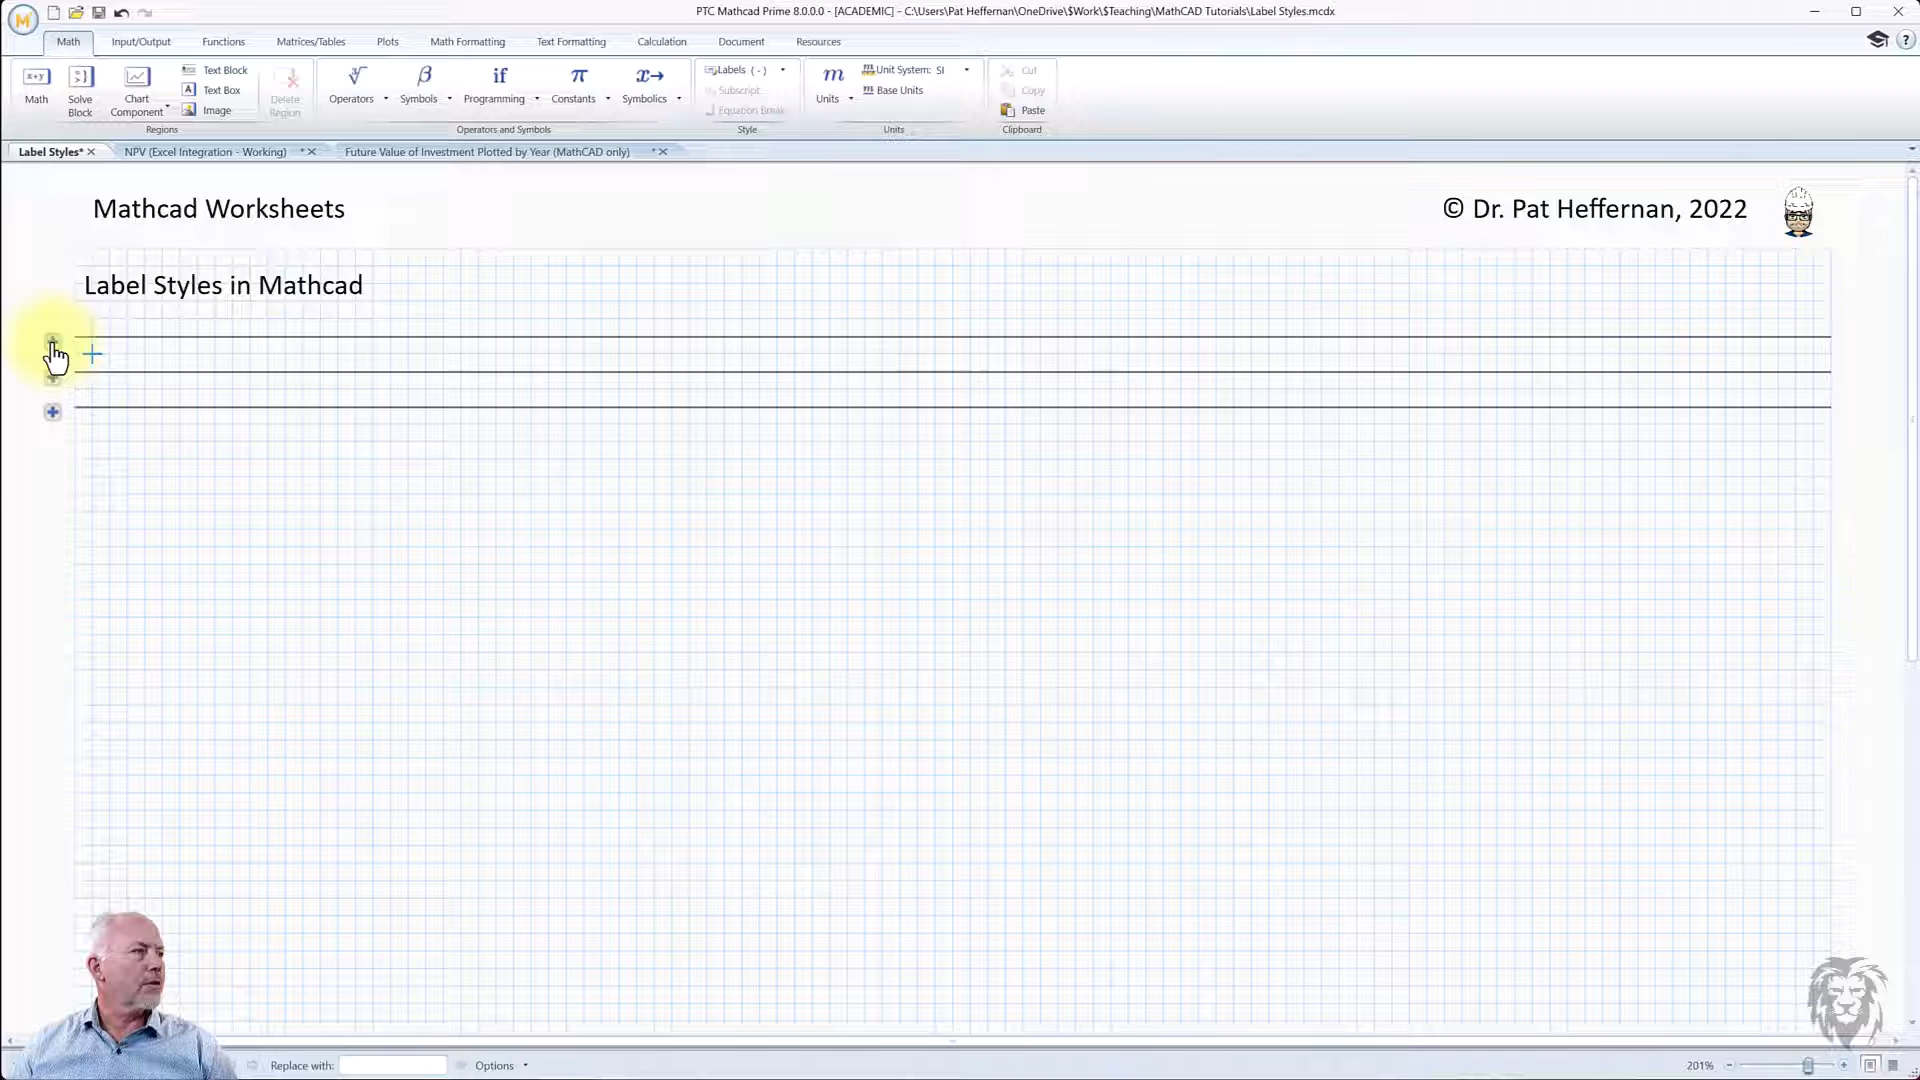 PTC Mathcad Prime 8.0.0.0 - [ACADEMIC] - C:\Users\Pat Heffernan\OneDrive\$Work\$Teaching\MathCAD Tutorials\Label Styles.mcdx
Math Input/Output Functions Matrices/Tables Plots Math Formatting Text Formatting Calculation Document Resources
Math
Solve Block
Chart Component
Text Block
Text Box
Image
Delete Region
Regions
Operators
Symbols
if
Programming
π
Constants
Symbolics
Operators and Symbols
Labels ( - )
Subscript
Equation Break
Style
m
Units
Unit System: SI
Base Units
Units
Cut
Copy
Paste
Clipboard
Label Styles* NPV (Excel Integration - Working) * Future Value of Investment Plotted by Year (MathCAD only) *
Mathcad Worksheets
© Dr. Pat Heffernan, 2022
Label Styles in Mathcad
Replace with: Options
201%